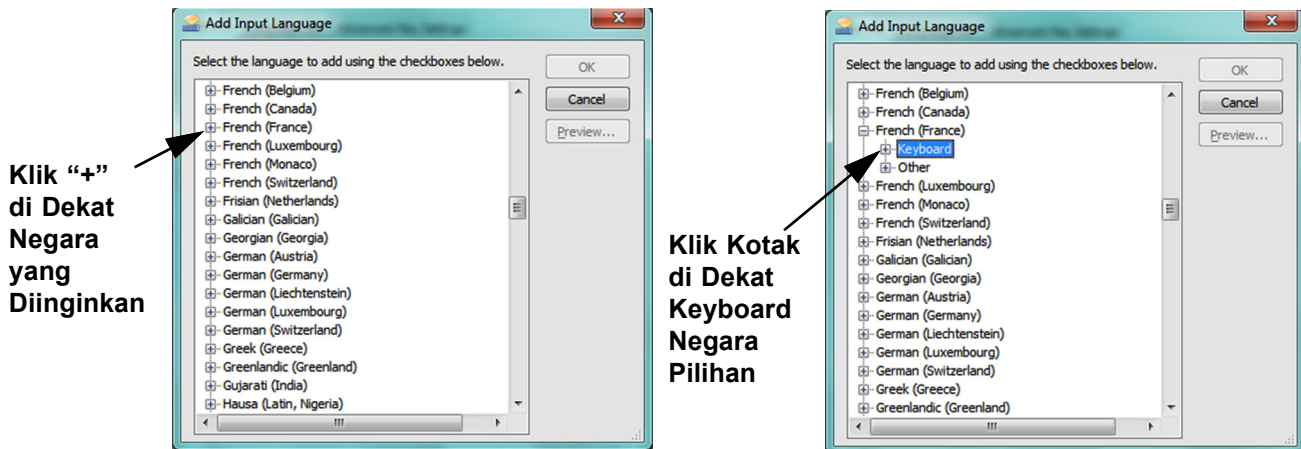 Add Input Language
Select the language to add using the checkboxes below.
OK
Cancel
Preview...
French (Belgium)
French (Canada)
French (France)
French (Luxembourg)
French (Monaco)
French (Switzerland)
Frisian (Netherlands)
Galician (Galician)
Georgian (Georgia)
German (Austria)
German (Germany)
German (Liechtenstein)
German (Luxembourg)
German (Switzerland)
Greek (Greece)
Greenlandic (Greenland)
Gujarati (India)
Hausa (Latin, Nigeria)
Klik “+”
di Dekat
Negara
yang
Diinginkan
Add Input Language
Select the language to add using the checkboxes below.
OK
Cancel
Preview...
French (Belgium)
French (Canada)
French (France)
Keyboard
Other
French (Luxembourg)
French (Monaco)
French (Switzerland)
Frisian (Netherlands)
Galician (Galician)
Georgian (Georgia)
German (Austria)
German (Germany)
German (Liechtenstein)
German (Luxembourg)
German (Switzerland)
Greek (Greece)
Greenlandic (Greenland)
Klik Kotak
di Dekat
Keyboard
Negara
Pilihan